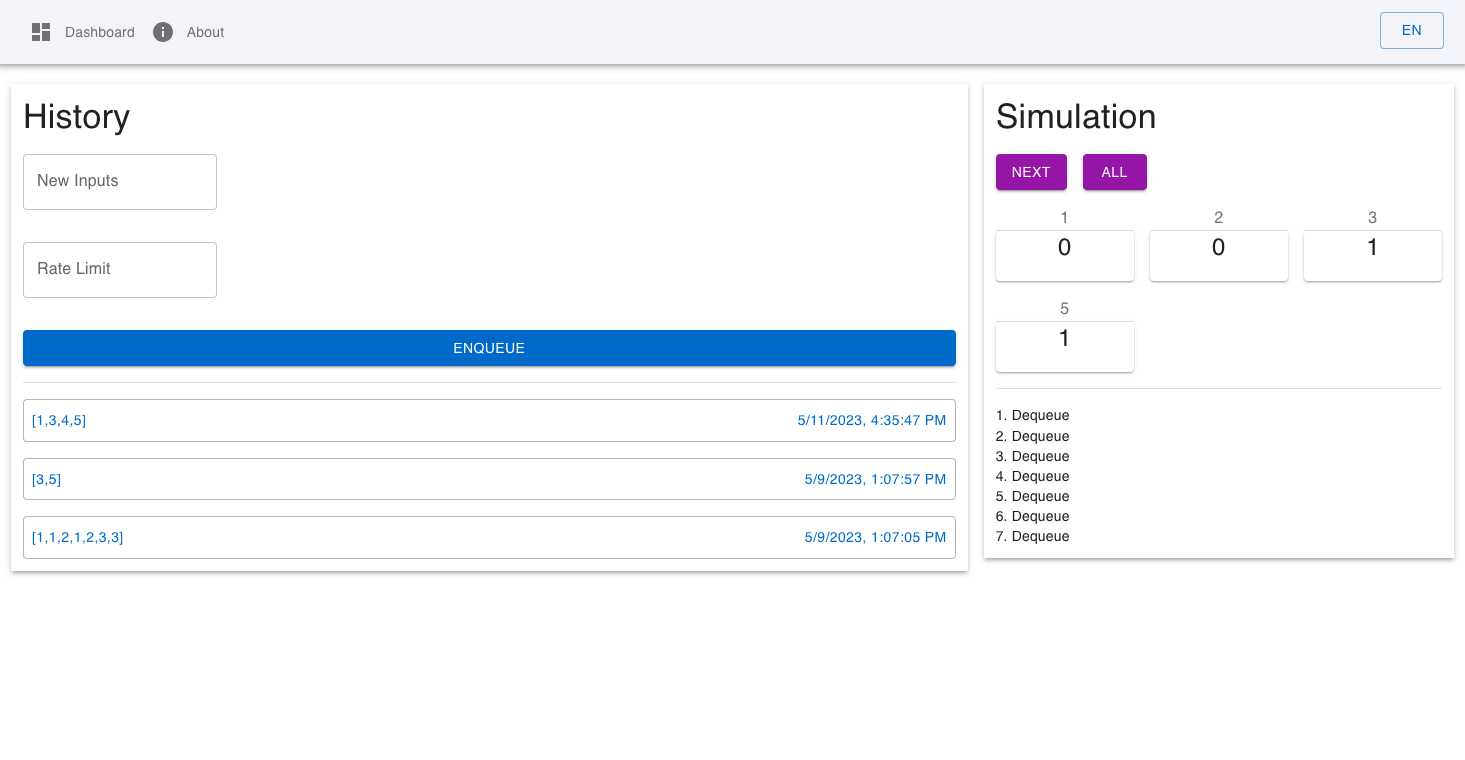 Dashboard About EN
History
New Inputs
Rate Limit
ENQUEUE
[1,3,4,5] 5/11/2023, 4:35:47 PM
[3,5] 5/9/2023, 1:07:57 PM
[1,1,2,1,2,3,3] 5/9/2023, 1:07:05 PM
Simulation
NEXT ALL
1 2 3
0 0 1
5
1
1. Dequeue
2. Dequeue
3. Dequeue
4. Dequeue
5. Dequeue
6. Dequeue
7. Dequeue